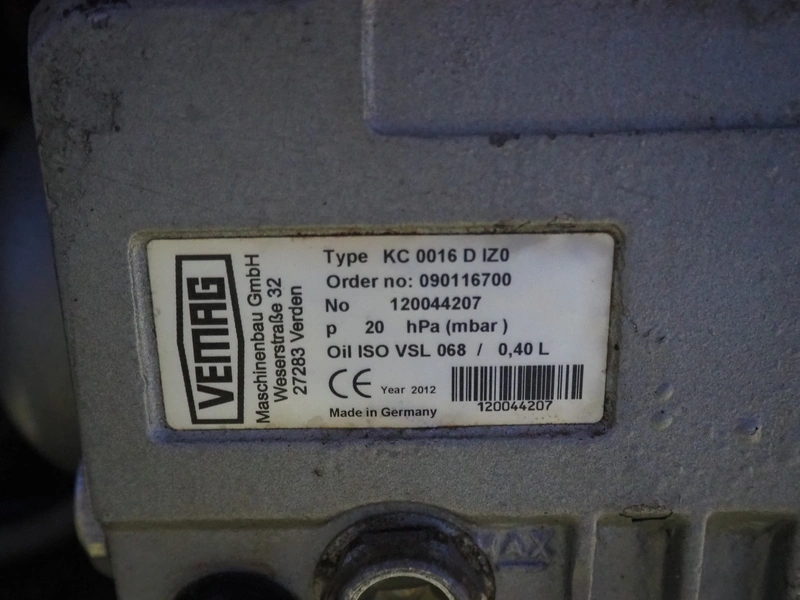 VEMAG
Maschinenbau GmbH
Weserstraße 32
27283 Verden
Type KC 0016 D IZ0
Order no: 090116700
No 120044207
p 20 hPa (mbar)
Oil ISO VSL 068 / 0,40 L
CE Year 2012
120044207
Made in Germany
MAX